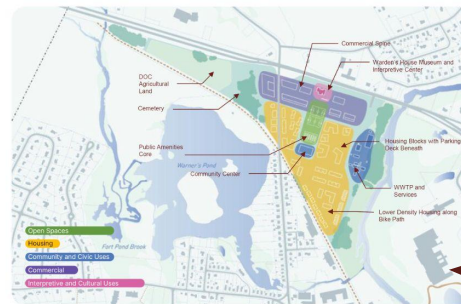 Commercial Spine
Warden's House Museum and
Interpretive Center
DOC
Agricultural
Land
Cemetery
Public Amenities
Core
Warner's Pond
Community Center
Housing Blocks with Parking
Deck Beneath
WWTP and
Services
Lower Density Housing along
Bike Path
Fort Pond Brook
Open Spaces
Housing
Community and Civic Uses
Commercial
Interpretive and Cultural Uses